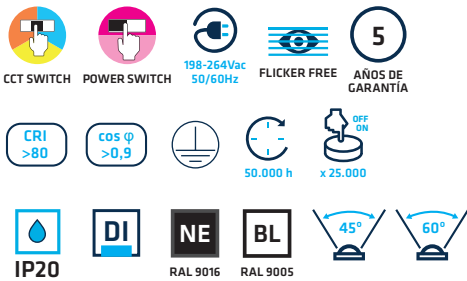 CCT SWITCH
POWER SWITCH
198-264Vac
50/60Hz
FLICKER FREE
5
AÑOS DE
GARANTÍA
CRI
>80
cos φ
>0,9
50.000 h
OFF
ON
x 25.000
IP20
DI
NE
RAL 9016
BL
RAL 9005
45°
60°